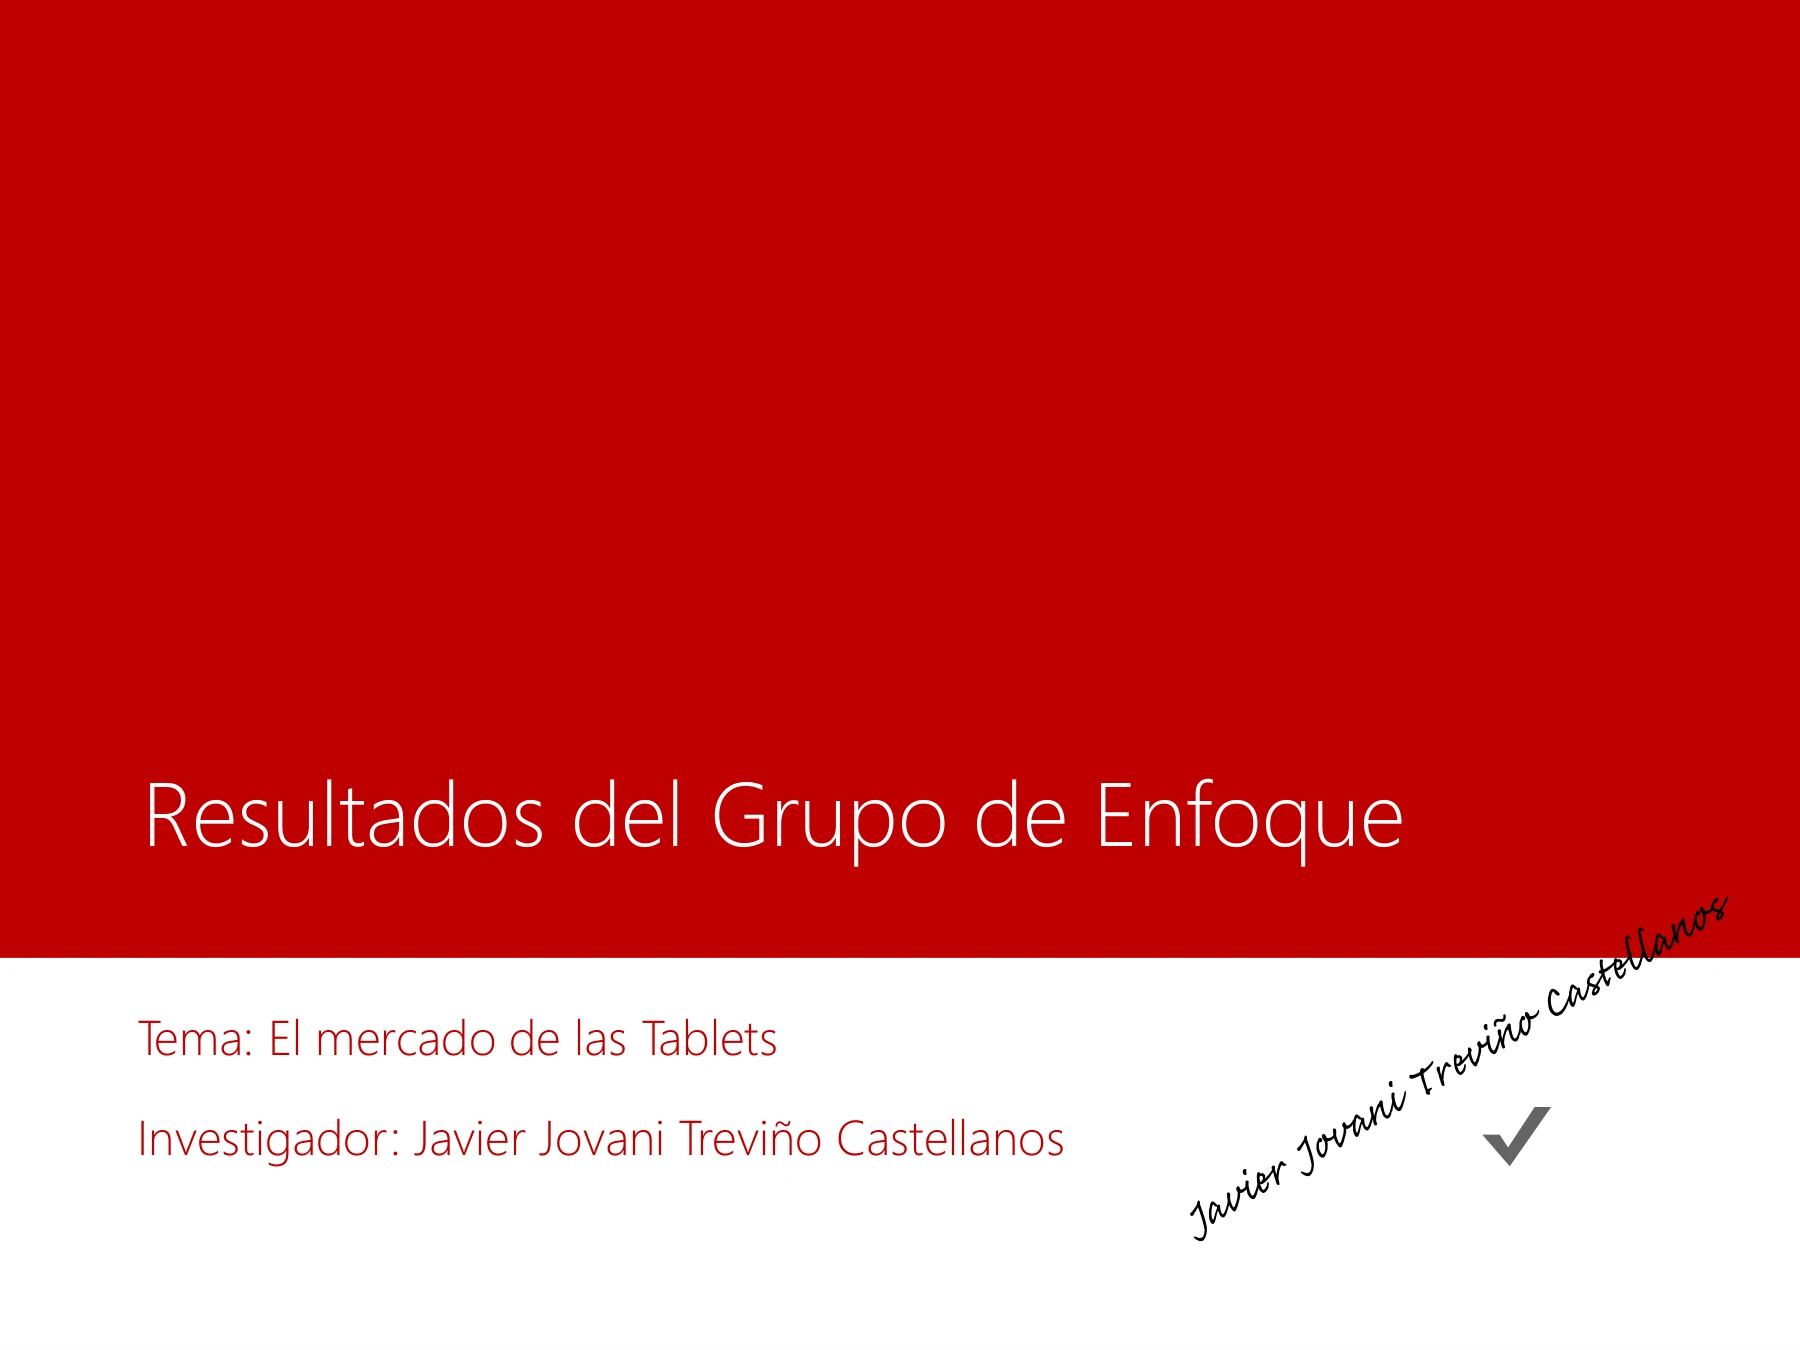 Resultados del Grupo de Enfoque
Tema: El mercado de las Tablets
Investigador: Javier Jovani Treviño Castellanos
Javier Jovani Treviño Castellanos